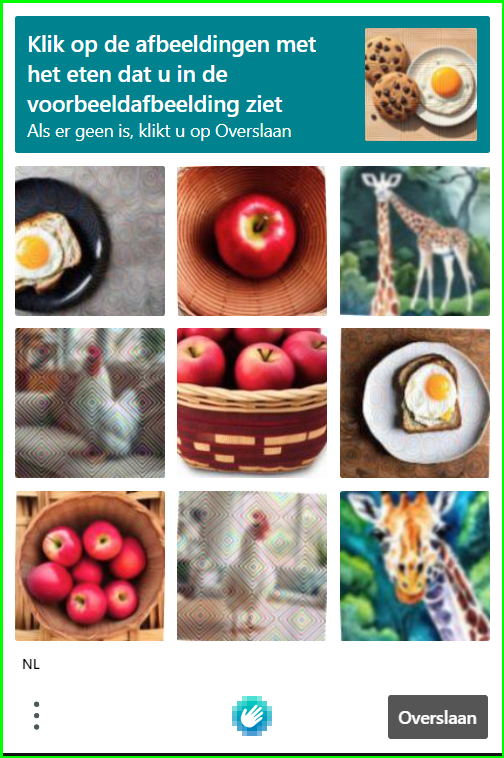 Klik op de afbeeldingen met
het eten dat u in de
voorbeeldafbeelding ziet
Als er geen is, klikt u op Overslaan
NL
Overslaan